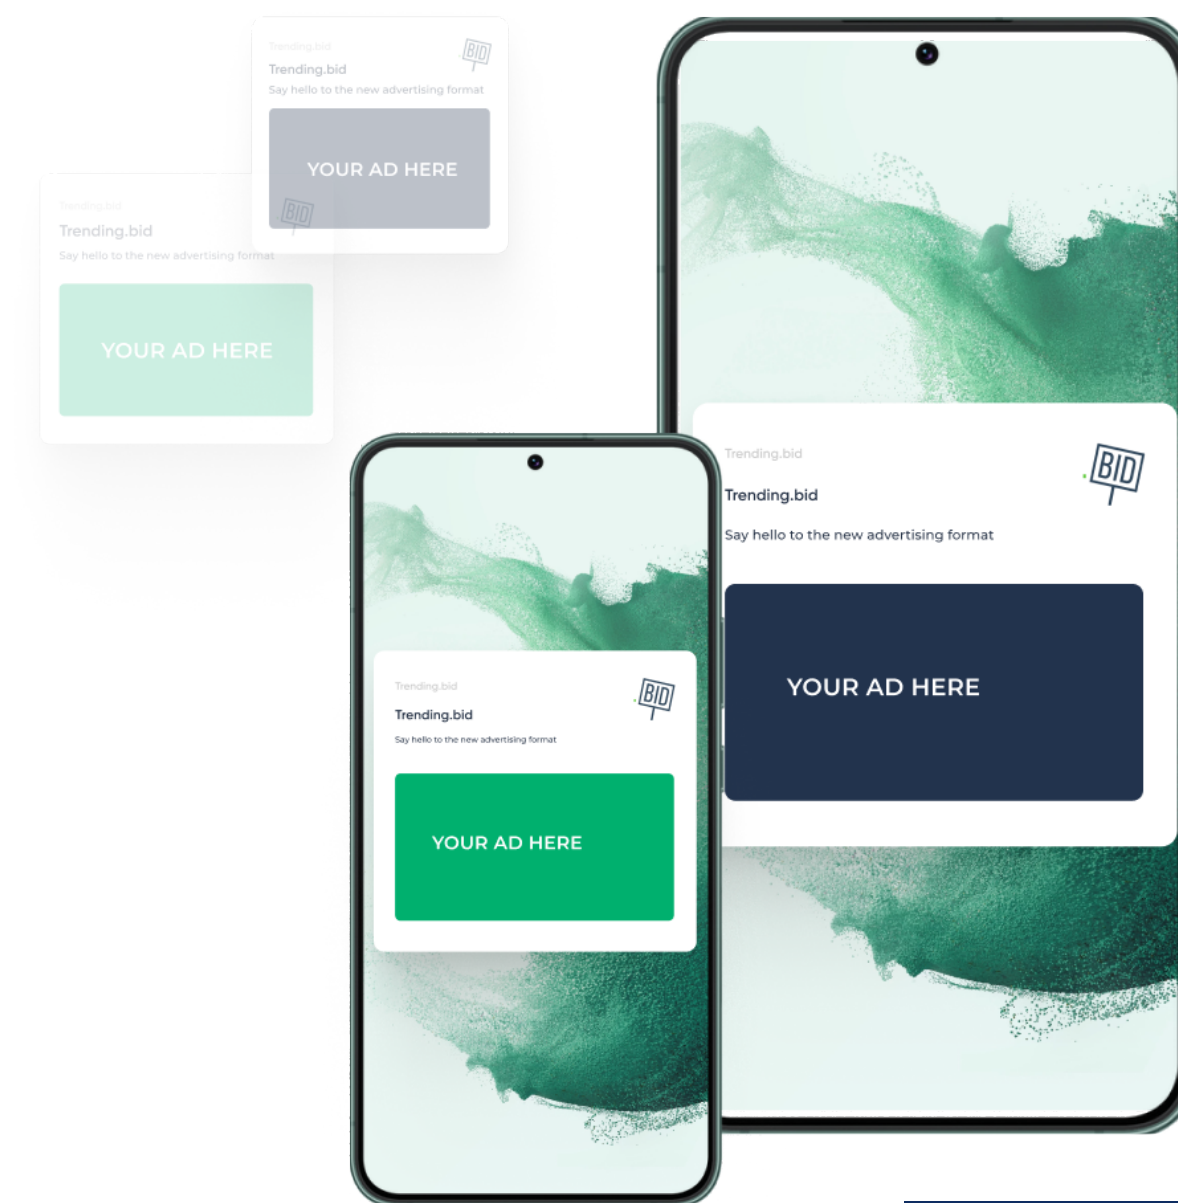 Trending.bid
BID
Trending.bid
Say hello to the new advertising format
YOUR AD HERE
Trending.bid
BID
Trending.bid
Say hello to the new advertising format
YOUR AD HERE
Trending.bid
BID
Trending.bid
Say hello to the new advertising format
YOUR AD HERE
Trending.bid
BID
Trending.bid
Say hello to the new advertising format
YOUR AD HERE